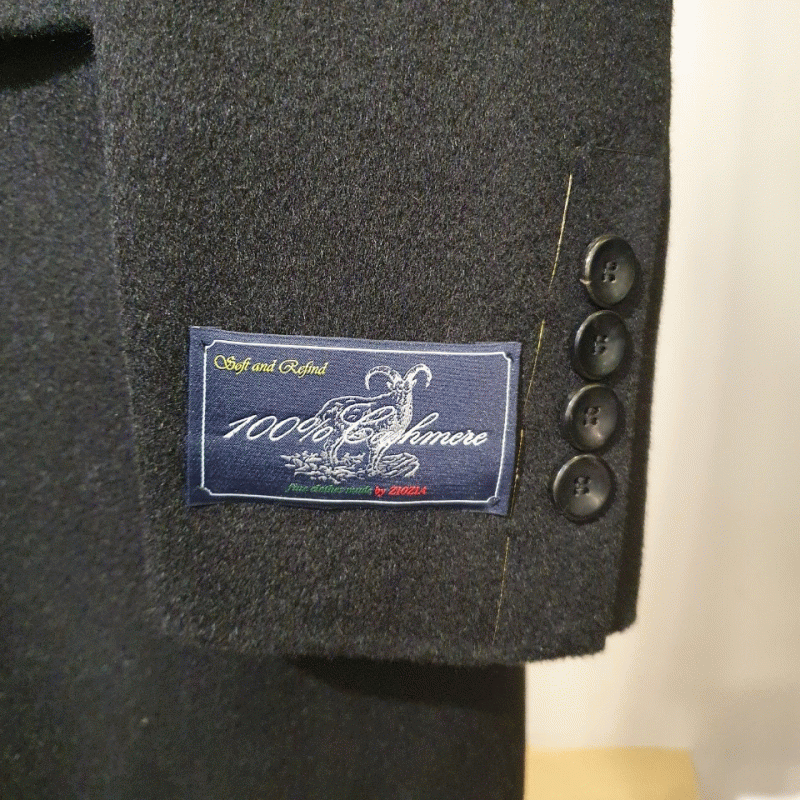 Soft and Refind
100% Cashmere
fine clothes made by ZIOZIA